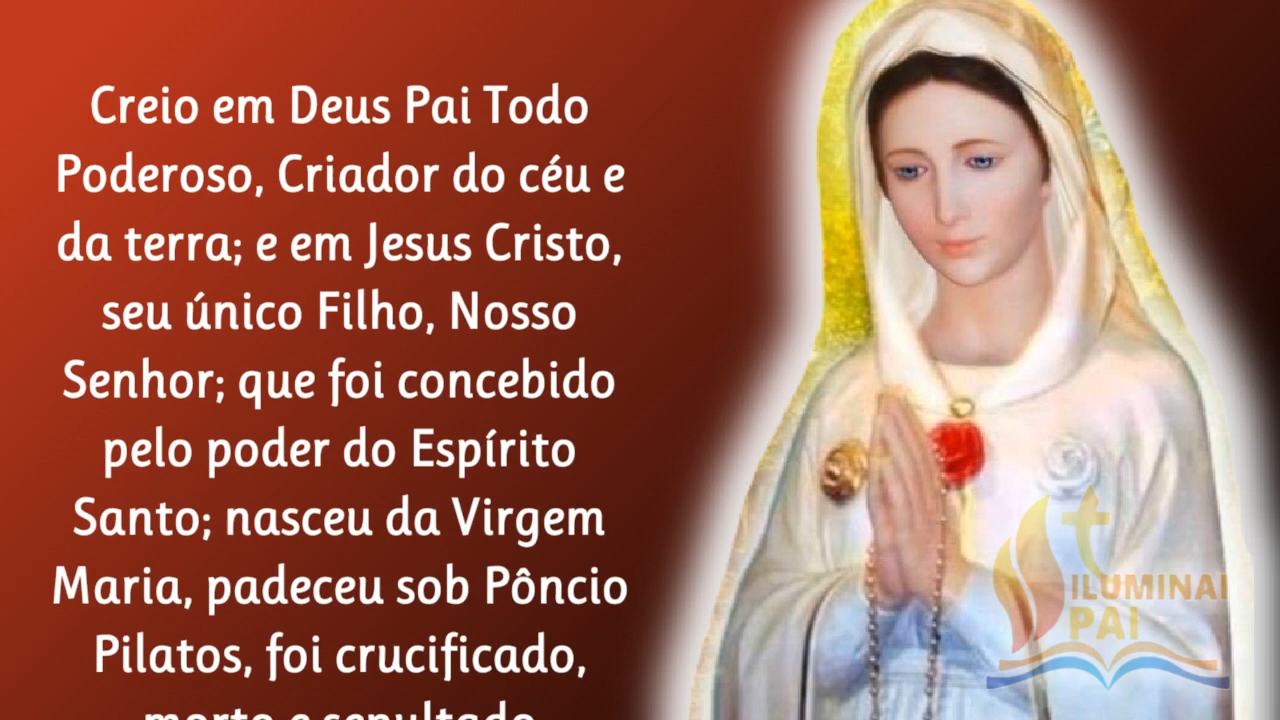 Creio em Deus Pai Todo
Poderoso, Criador do céu e
da terra; e em Jesus Cristo,
seu único Filho, Nosso
Senhor; que foi concebido
pelo poder do Espírito
Santo; nasceu da Virgem
Maria, padeceu sob Pôncio
Pilatos, foi crucificado,
morto e sepultado
ILUMINAI
PAI